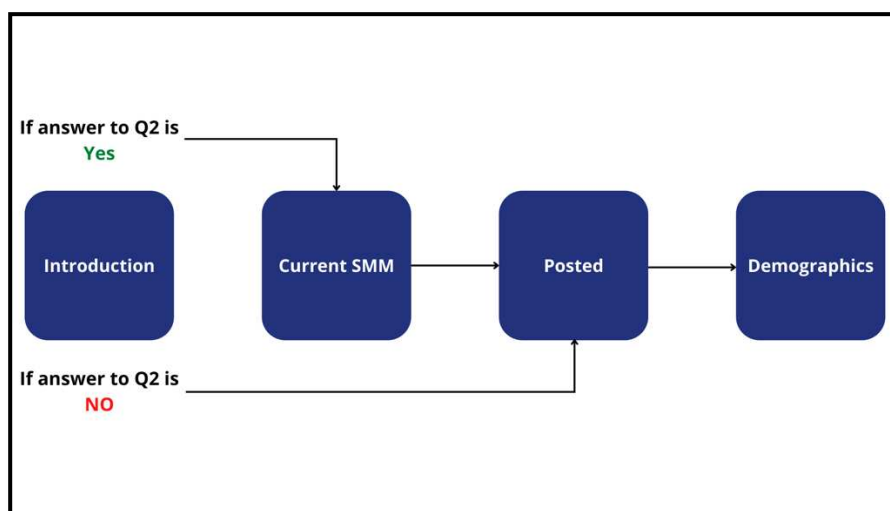 If answer to Q2 is
Yes
Introduction
Current SMM
Posted
Demographics
If answer to Q2 is
NO